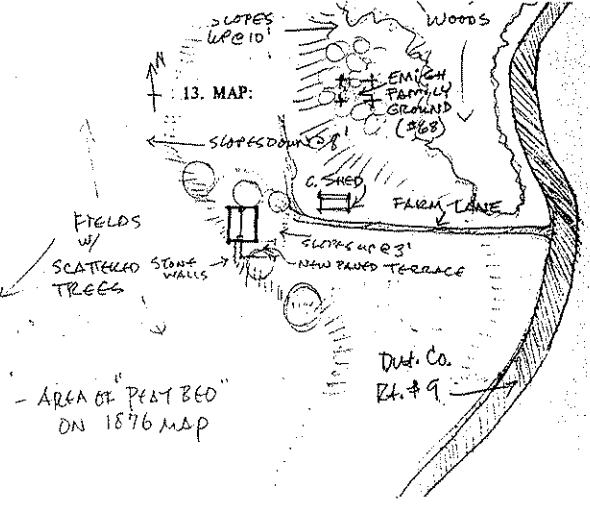 SLOPES
UP @ 10'
WOODS
N
13. MAP:
EMIGH
FAMILY
GROUND
(#68)
SLOPES DOWN @ 8'
C. SHED
FARM LANE
FIELDS
W/
SCATTERED
TREES
STONE
WALLS
SLOPES UP @ 3'
NEW PAVED TERRACE
Dut. Co.
Rt. # 9
- AREA OF "PEAT BED"
ON 1876 MAP